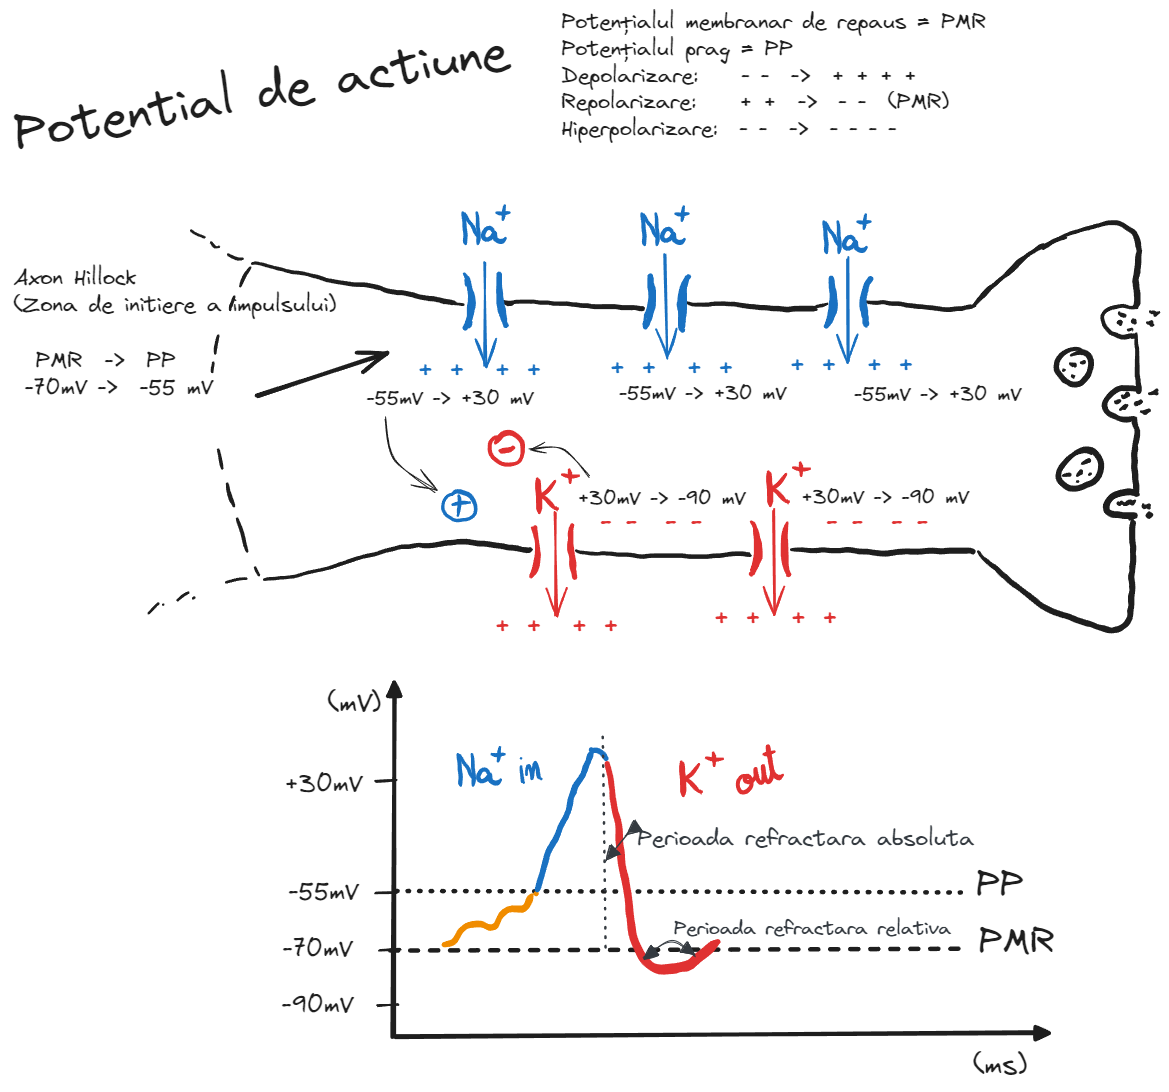 Potential de actiune
Potențialul membranar de repaus = PMR
Potențialul prag = PP
Depolarizare: - - -> + + + +
Repolarizare: + + -> - - (PMR)
Hiperpolarizare: - - -> - - - -
Na+ Na+ Na+
Axon Hillock
(Zona de initiere a impulsului)
PMR -> PP
-70mV -> -55 mV
+ + + + + + + + + + + +
-55mV -> +30 mV -55mV -> +30 mV -55mV -> +30 mV
-
+
K+ +30mV -> -90 mV K+ +30mV -> -90 mV
- - - - - - - -
+ + + + + + + +
(mV)
Na+ in K+ out
+30mV
Perioada refractara absoluta
-55mV PP
Perioada refractara relativa
-70mV PMR
-90mV
(ms)